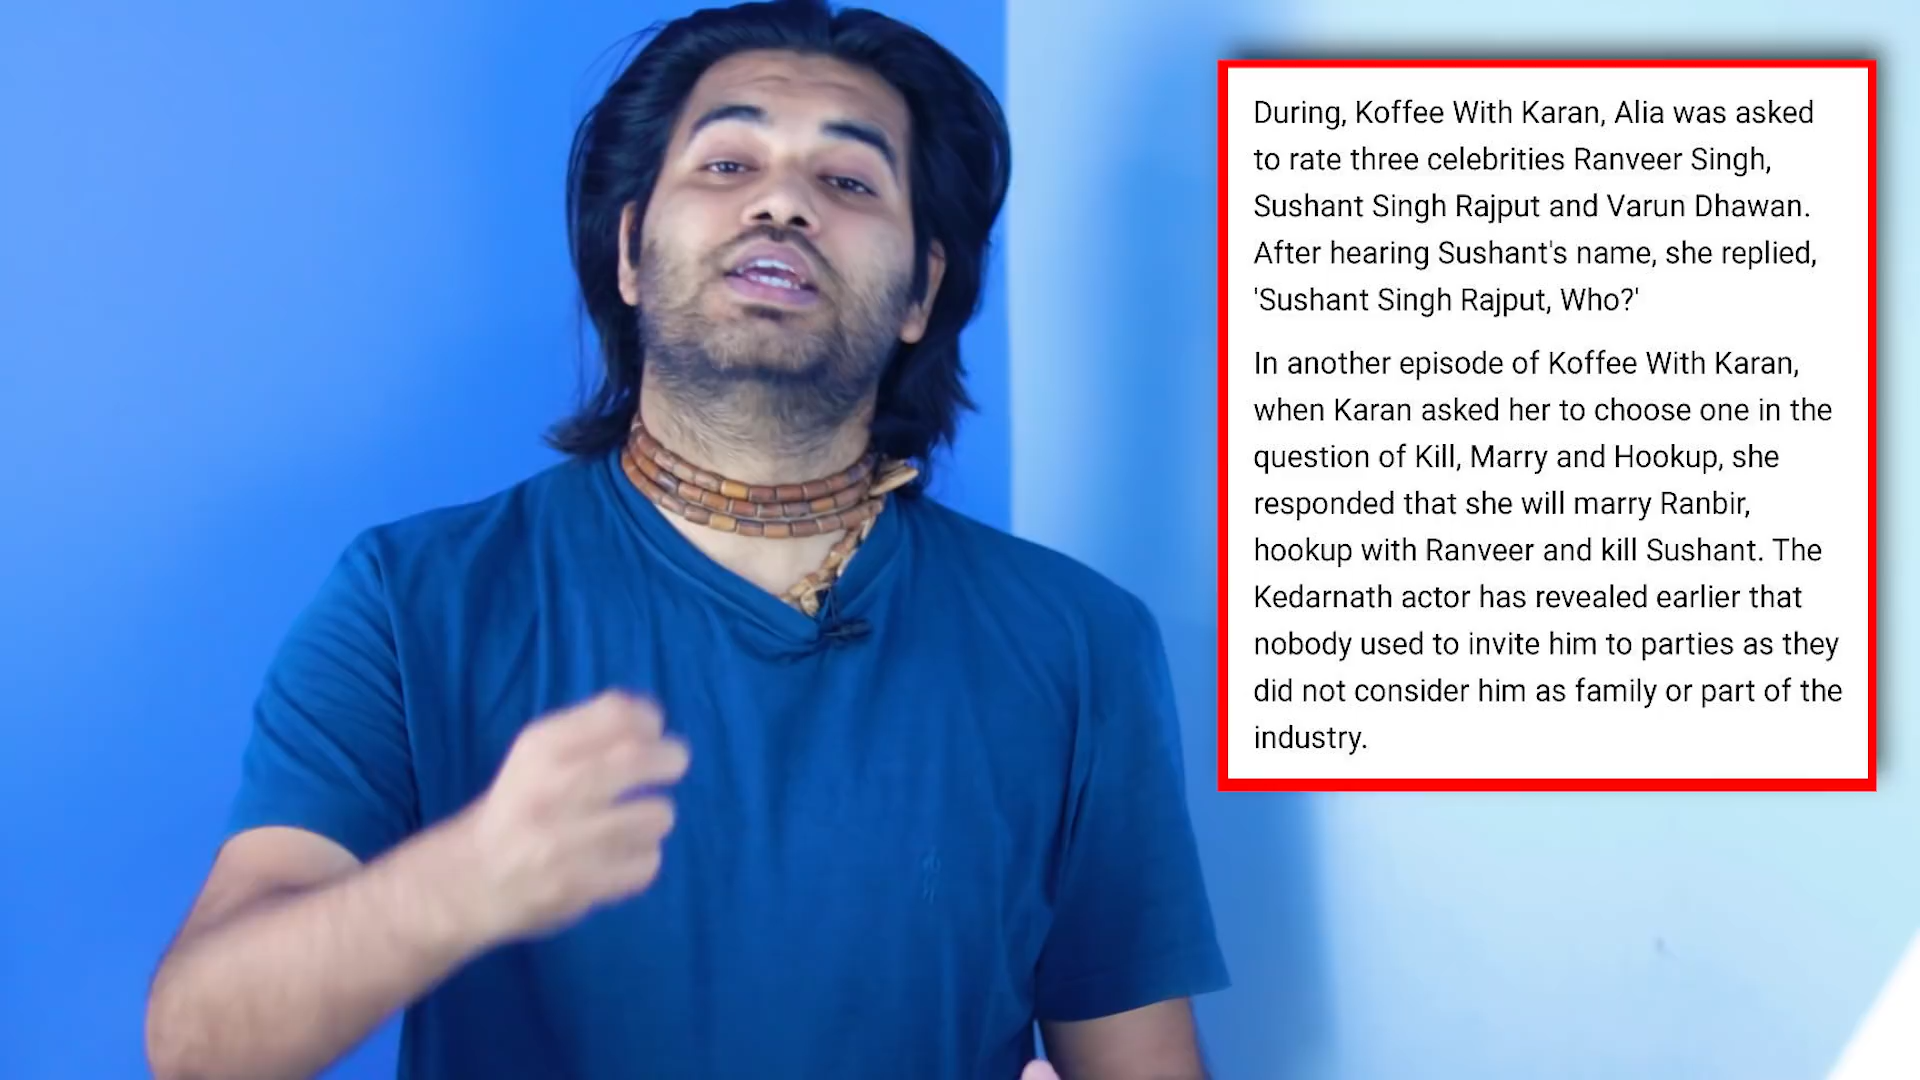 During, Koffee With Karan, Alia was asked
to rate three celebrities Ranveer Singh,
Sushant Singh Rajput and Varun Dhawan.
After hearing Sushant's name, she replied,
'Sushant Singh Rajput, Who?'
In another episode of Koffee With Karan,
when Karan asked her to choose one in the
question of Kill, Marry and Hookup, she
responded that she will marry Ranbir,
hookup with Ranveer and kill Sushant. The
Kedarnath actor has revealed earlier that
nobody used to invite him to parties as they
did not consider him as family or part of the
industry.